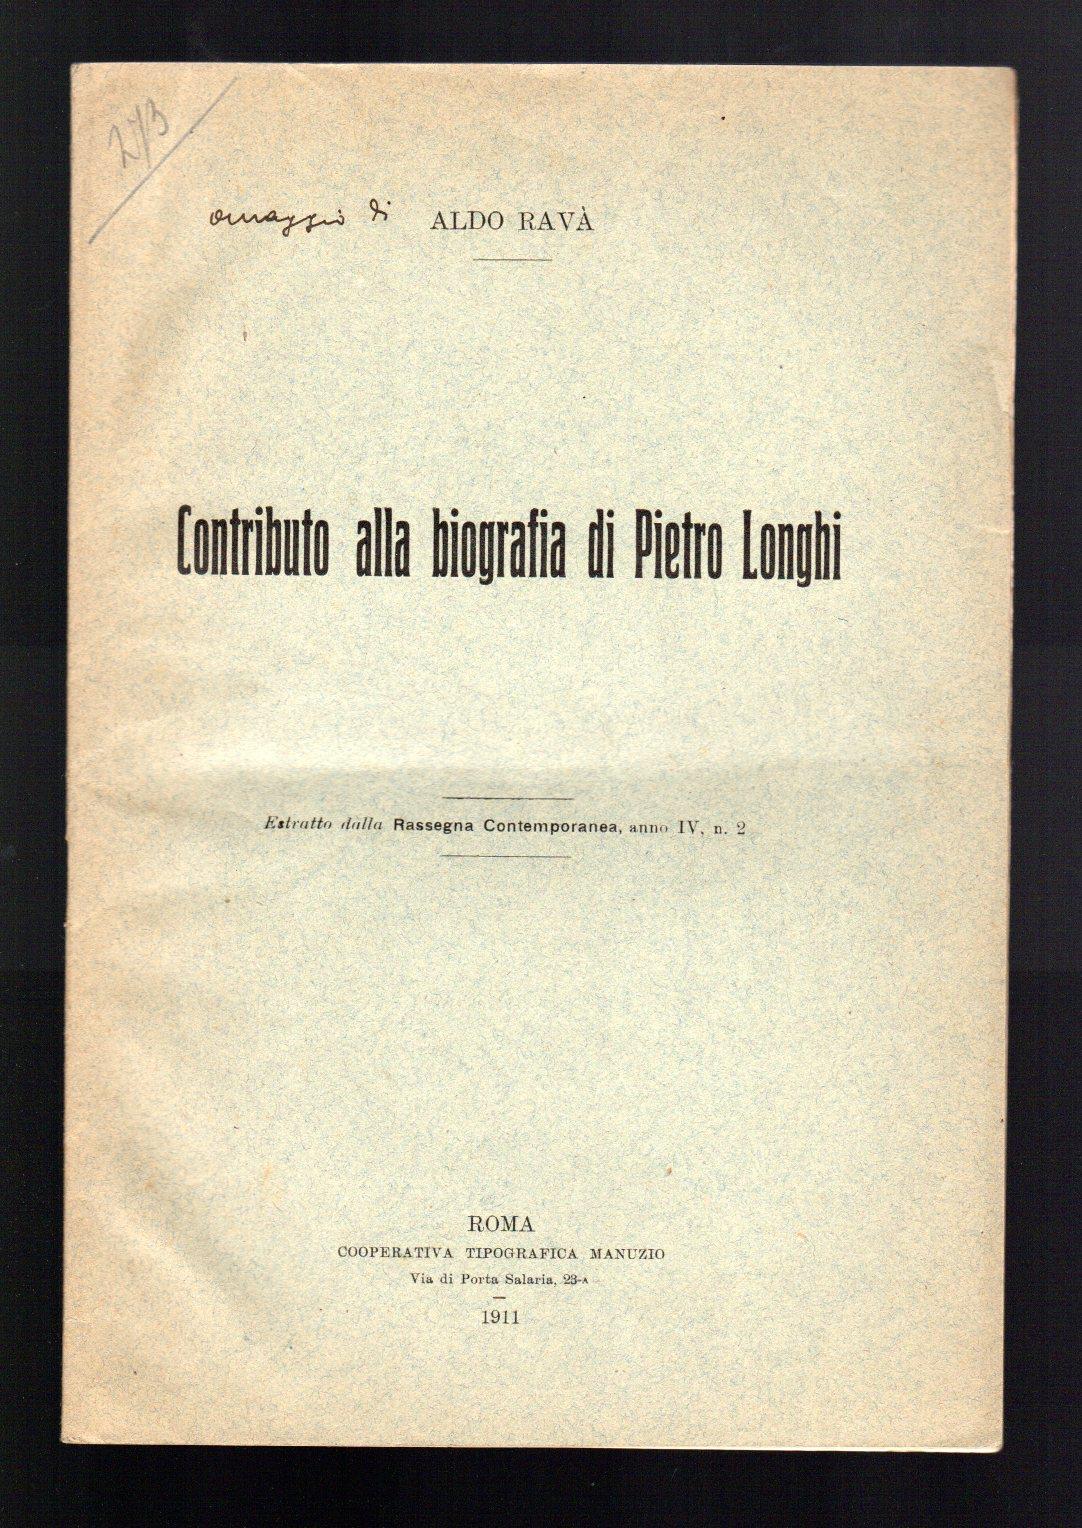 273
omaggio di ALDO RAVÀ
Contributo alla biografia di Pietro Longhi
Estratto dalla Rassegna Contemporanea, anno IV, n. 2
ROMA
COOPERATIVA TIPOGRAFICA MANUZIO
Via di Porta Salaria, 23-A
1911